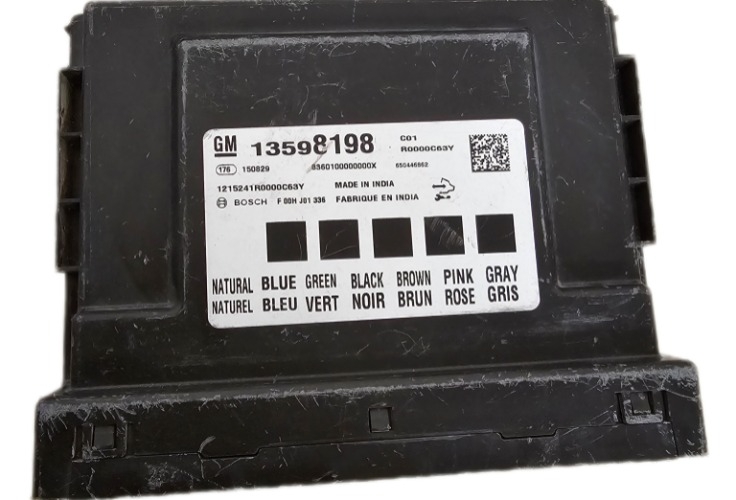 GM 13598198 C01
R0000C63Y
176 150829 8360100000000X 650446862
1215241R0000C63Y MADE IN INDIA
BOSCH F 00H J01 336 FABRIQUE EN INDIA
NATURAL BLUE GREEN BLACK BROWN PINK GRAY
NATUREL BLEU VERT NOIR BRUN ROSE GRIS